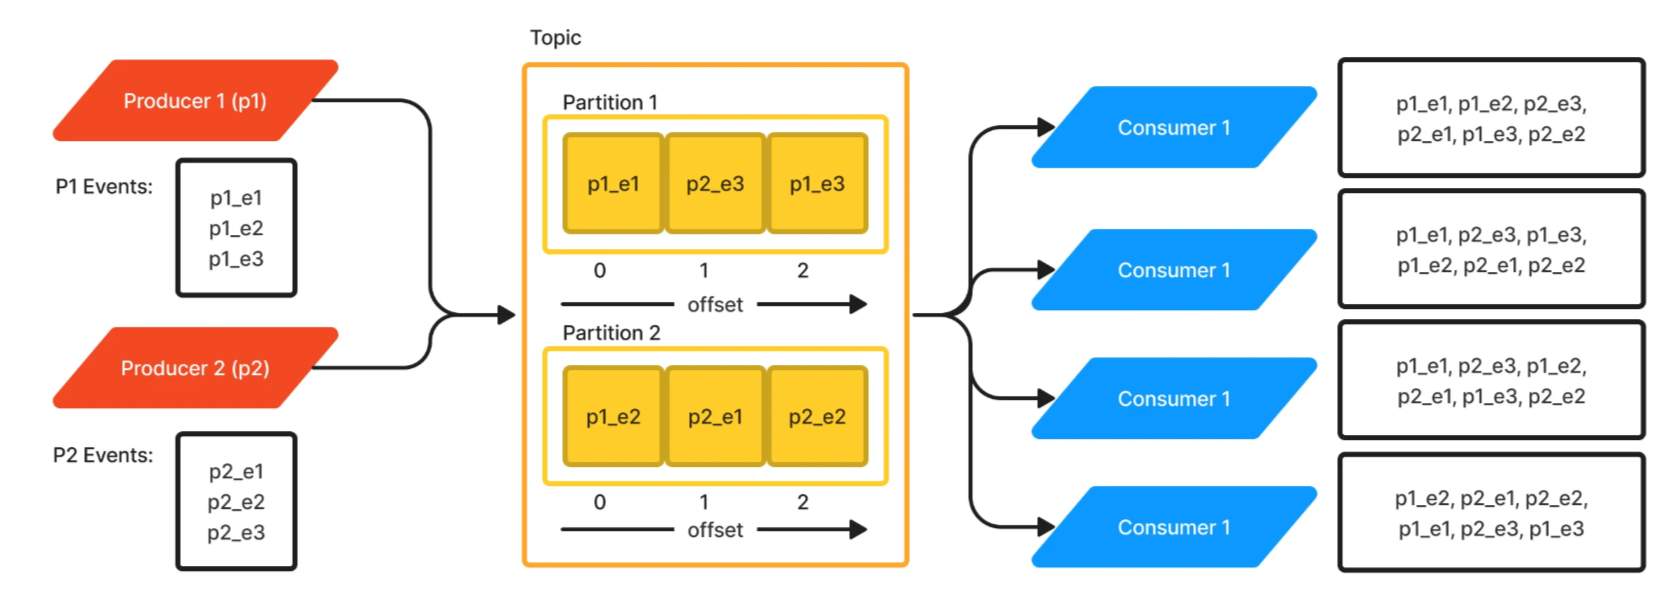 Producer 1 (p1)
P1 Events:
p1_e1
p1_e2
p1_e3
Producer 2 (p2)
P2 Events:
p2_e1
p2_e2
p2_e3
Topic
Partition 1
p1_e1 p2_e3 p1_e3
0 1 2
offset
Partition 2
p1_e2 p2_e1 p2_e2
0 1 2
offset
Consumer 1
p1_e1, p1_e2, p2_e3,
p2_e1, p1_e3, p2_e2
Consumer 1
p1_e1, p2_e3, p1_e3,
p1_e2, p2_e1, p2_e2
Consumer 1
p1_e1, p2_e3, p1_e2,
p2_e1, p1_e3, p2_e2
Consumer 1
p1_e2, p2_e1, p2_e2,
p1_e1, p2_e3, p1_e3